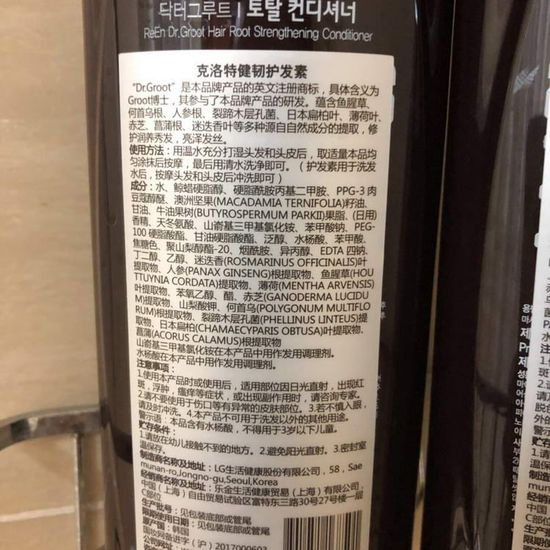 닥터그루트 | 토탈 컨디셔너
ReEn Dr.Groot Hair Root Strengthening Conditioner
克洛特健韧护发素
“Dr.Groot”是本品牌产品的英文注册商标，具体含义为
Groot博士，其参与了本品牌产品的研发。蕴含鱼腥草、
何首乌根、人参根、裂蹄木层孔菌、日本扁柏叶、薄荷叶、
赤芝、菖蒲根、迷迭香叶等多种源自自然成分的提取，修
护润养秀发，亮泽发丝。
使用方法：用温水充分打湿头发和头皮后，取适量本品均
匀涂抹后按摩，最后用清水洗净即可。（护发素用于洗发
水后，按摩头发和头皮后冲洗即可）
成分：水、鲸蜡硬脂醇、硬脂酰胺丙基二甲胺、PPG-3 肉
豆蔻醇醚、澳洲坚果(MACADAMIA TERNIFOLIA)籽油、
甘油、牛油果树(BUTYROSPERMUM PARKII)果脂、(日用)
香精、天冬氨酸、山嵛基三甲基氯化铵、苯甲酸钠、PEG-
100 硬脂酸酯、甘油硬脂酸酯、泛醇、水杨酸、苯甲酸、
焦糖色、聚山梨醇酯-20、烟酰胺、异丙醇、EDTA 四钠、
丁二醇、乙醇、迷迭香(ROSMARINUS OFFICINALIS)叶
提取物、人参(PANAX GINSENG)根提取物、鱼腥草(HOU
TTUYNIA CORDATA)提取物、薄荷(MENTHA ARVENSIS)
叶提取物、苯氧乙醇、醋、赤芝(GANODERMA LUCIDU
M)提取物、山梨酸钾、何首乌(POLYGONUM MULTIFLO
RUM)根提取物、裂蹄木层孔菌(PHELLINUS LINTEUS)提
取物、日本扁柏(CHAMAECYPARIS OBTUSA)叶提取物、
菖蒲(ACORUS CALAMUS)根提取物
山嵛基三甲基氯化铵在本产品中作用发用调理剂。
水杨酸在本产品中作用发用调理剂。
注意事项：
1.使用本产品时或使用后，适用部位因日光直射，出现红
斑，浮肿，瘙痒等症状，或出现副作用时，请咨询专家。
2.请不要使用于伤口等有异常的皮肤部位。3.若不慎入眼，
请及时冲洗。4.本产品不可用于洗发以外的其他用途。
警示用语：本品含有水杨酸，不得用于3岁以下儿童。
贮存条件：
1.请放在幼儿接触不到的地方。2.避免阳光直射。3.密封室
温保存。
制造商名称及地址：LG生活健康股份有限公司，58，Sae
munan-ro,Jongno-gu,Seoul,Korea
经销商名称及地址：乐金生活健康贸易（上海）有限公司
中国（上海）自由贸易试验区富特东三路30号27号楼一层
C部位
生产日期：见包装底部或管尾
限期使用日期：见包装底部或管尾
原产国：韩国
国妆网备进字（沪）2017000603